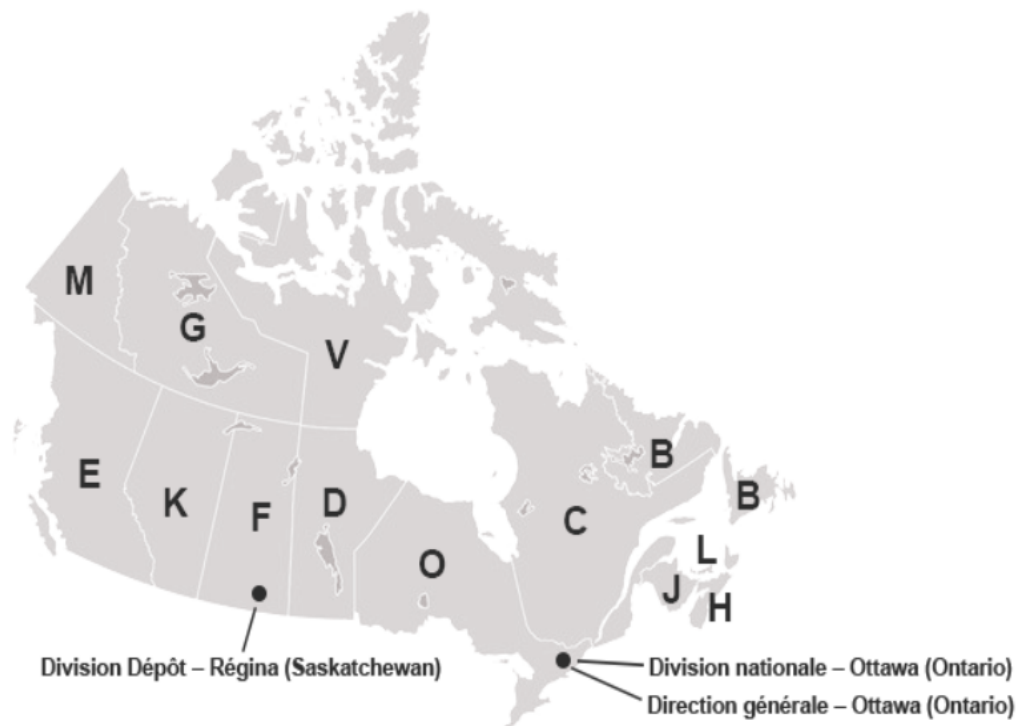 M
G
V
E
K
F
D
O
C
B
B
L
J
H
Division Dépôt – Régina (Saskatchewan)
Division nationale – Ottawa (Ontario)
Direction générale – Ottawa (Ontario)